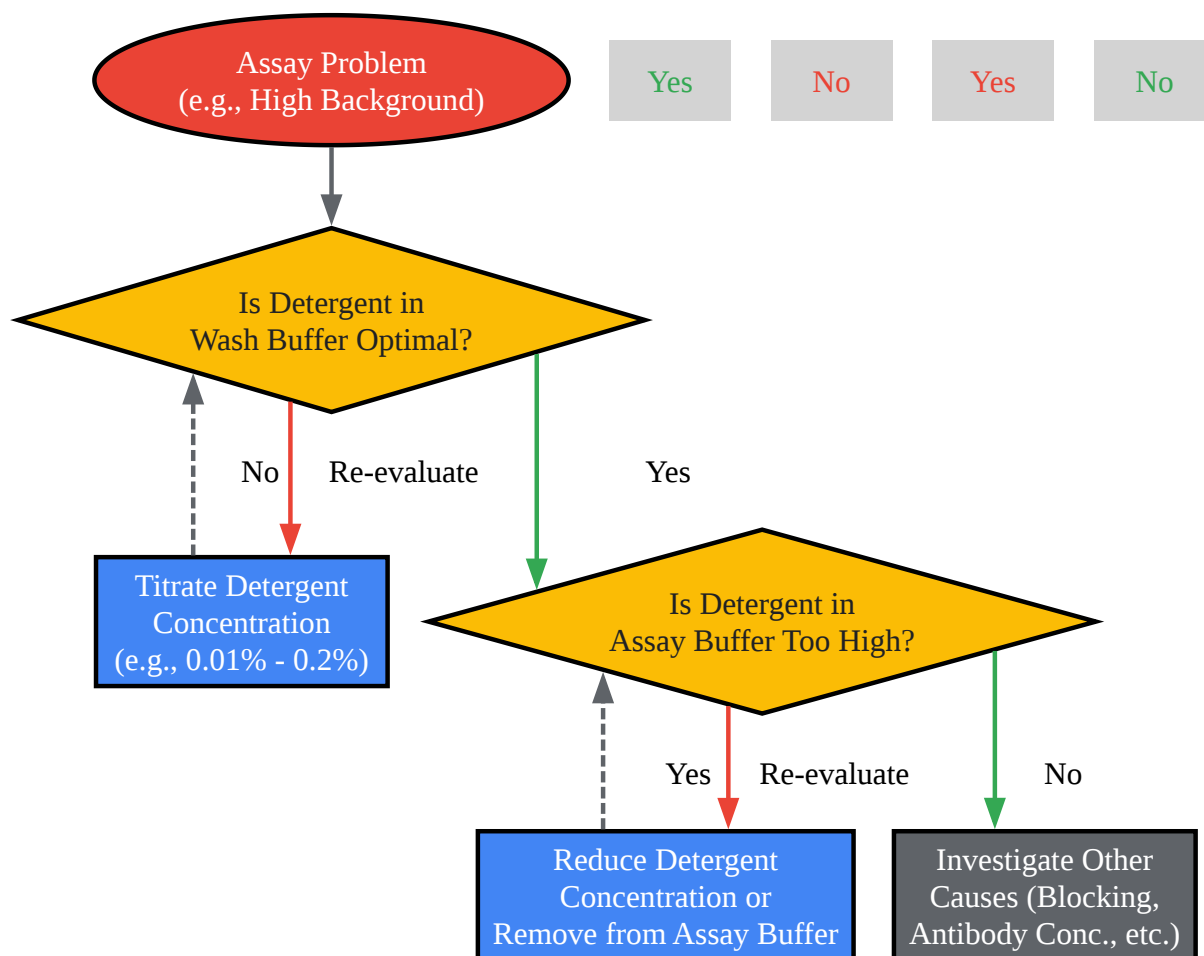 Assay Problem
(e.g., High Background)
Yes
No
Yes
No
Is Detergent in
Wash Buffer Optimal?
No
Re-evaluate
Yes
Titrate Detergent
Concentration
(e.g., 0.01% - 0.2%)
Is Detergent in
Assay Buffer Too High?
Yes
Re-evaluate
No
Reduce Detergent
Concentration or
Remove from Assay Buffer
Investigate Other
Causes (Blocking,
Antibody Conc., etc.)